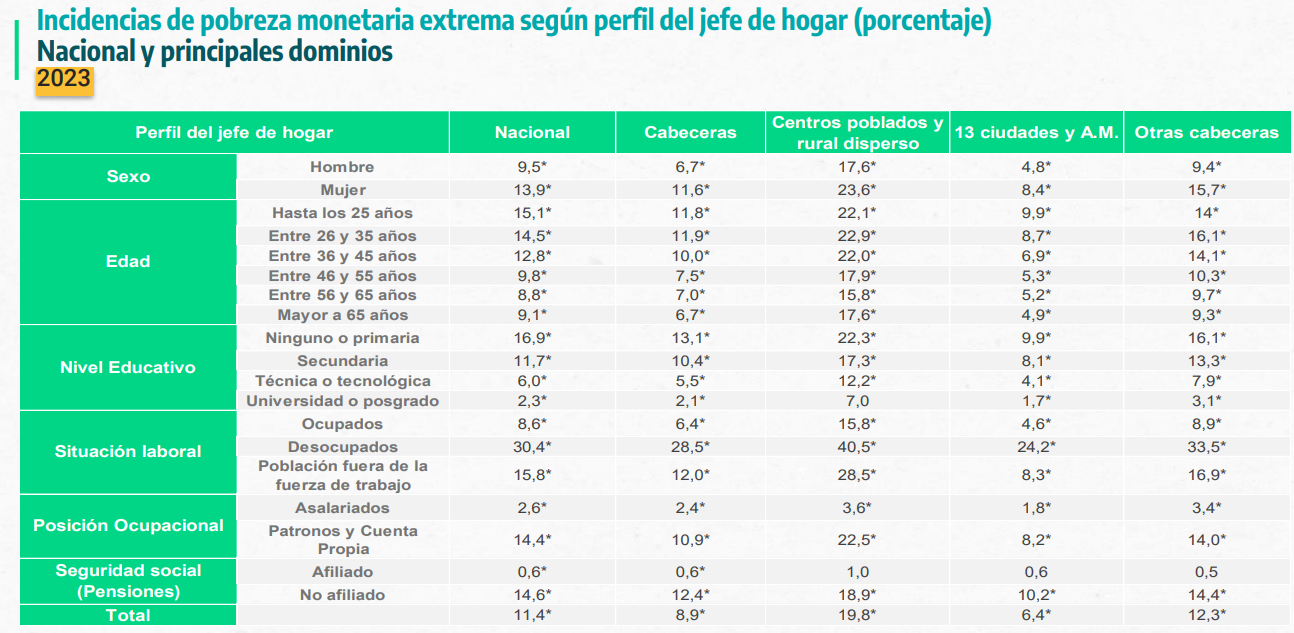 Incidencias de pobreza monetaria extrema según perfil del jefe de hogar (porcentaje)
Nacional y principales dominios
2023
Perfil del jefe de hogar Nacional Cabeceras Centros poblados y rural disperso 13 ciudades y A.M. Otras cabeceras
Sexo
Hombre 9,5* 6,7* 17,6* 4,8* 9,4*
Mujer 13,9* 11,6* 23,6* 8,4* 15,7*
Edad
Hasta los 25 años 15,1* 11,8* 22,1* 9,9* 14*
Entre 26 y 35 años 14,5* 11,9* 22,9* 8,7* 16,1*
Entre 36 y 45 años 12,8* 10,0* 22,0* 6,9* 14,1*
Entre 46 y 55 años 9,8* 7,5* 17,9* 5,3* 10,3*
Entre 56 y 65 años 8,8* 7,0* 15,8* 5,2* 9,7*
Mayor a 65 años 9,1* 6,7* 17,6* 4,9* 9,3*
Nivel Educativo
Ninguno o primaria 16,9* 13,1* 22,3* 9,9* 16,1*
Secundaria 11,7* 10,4* 17,3* 8,1* 13,3*
Técnica o tecnológica 6,0* 5,5* 12,2* 4,1* 7,9*
Universidad o posgrado 2,3* 2,1* 7,0 1,7* 3,1*
Situación laboral
Ocupados 8,6* 6,4* 15,8* 4,6* 8,9*
Desocupados 30,4* 28,5* 40,5* 24,2* 33,5*
Población fuera de la
fuerza de trabajo 15,8* 12,0* 28,5* 8,3* 16,9*
Posición Ocupacional
Asalariados 2,6* 2,4* 3,6* 1,8* 3,4*
Patronos y Cuenta
Propia 14,4* 10,9* 22,5* 8,2* 14,0*
Seguridad social
(Pensiones)
Afiliado 0,6* 0,6* 1,0 0,6 0,5
No afiliado 14,6* 12,4* 18,9* 10,2* 14,4*
Total 11,4* 8,9* 19,8* 6,4* 12,3*